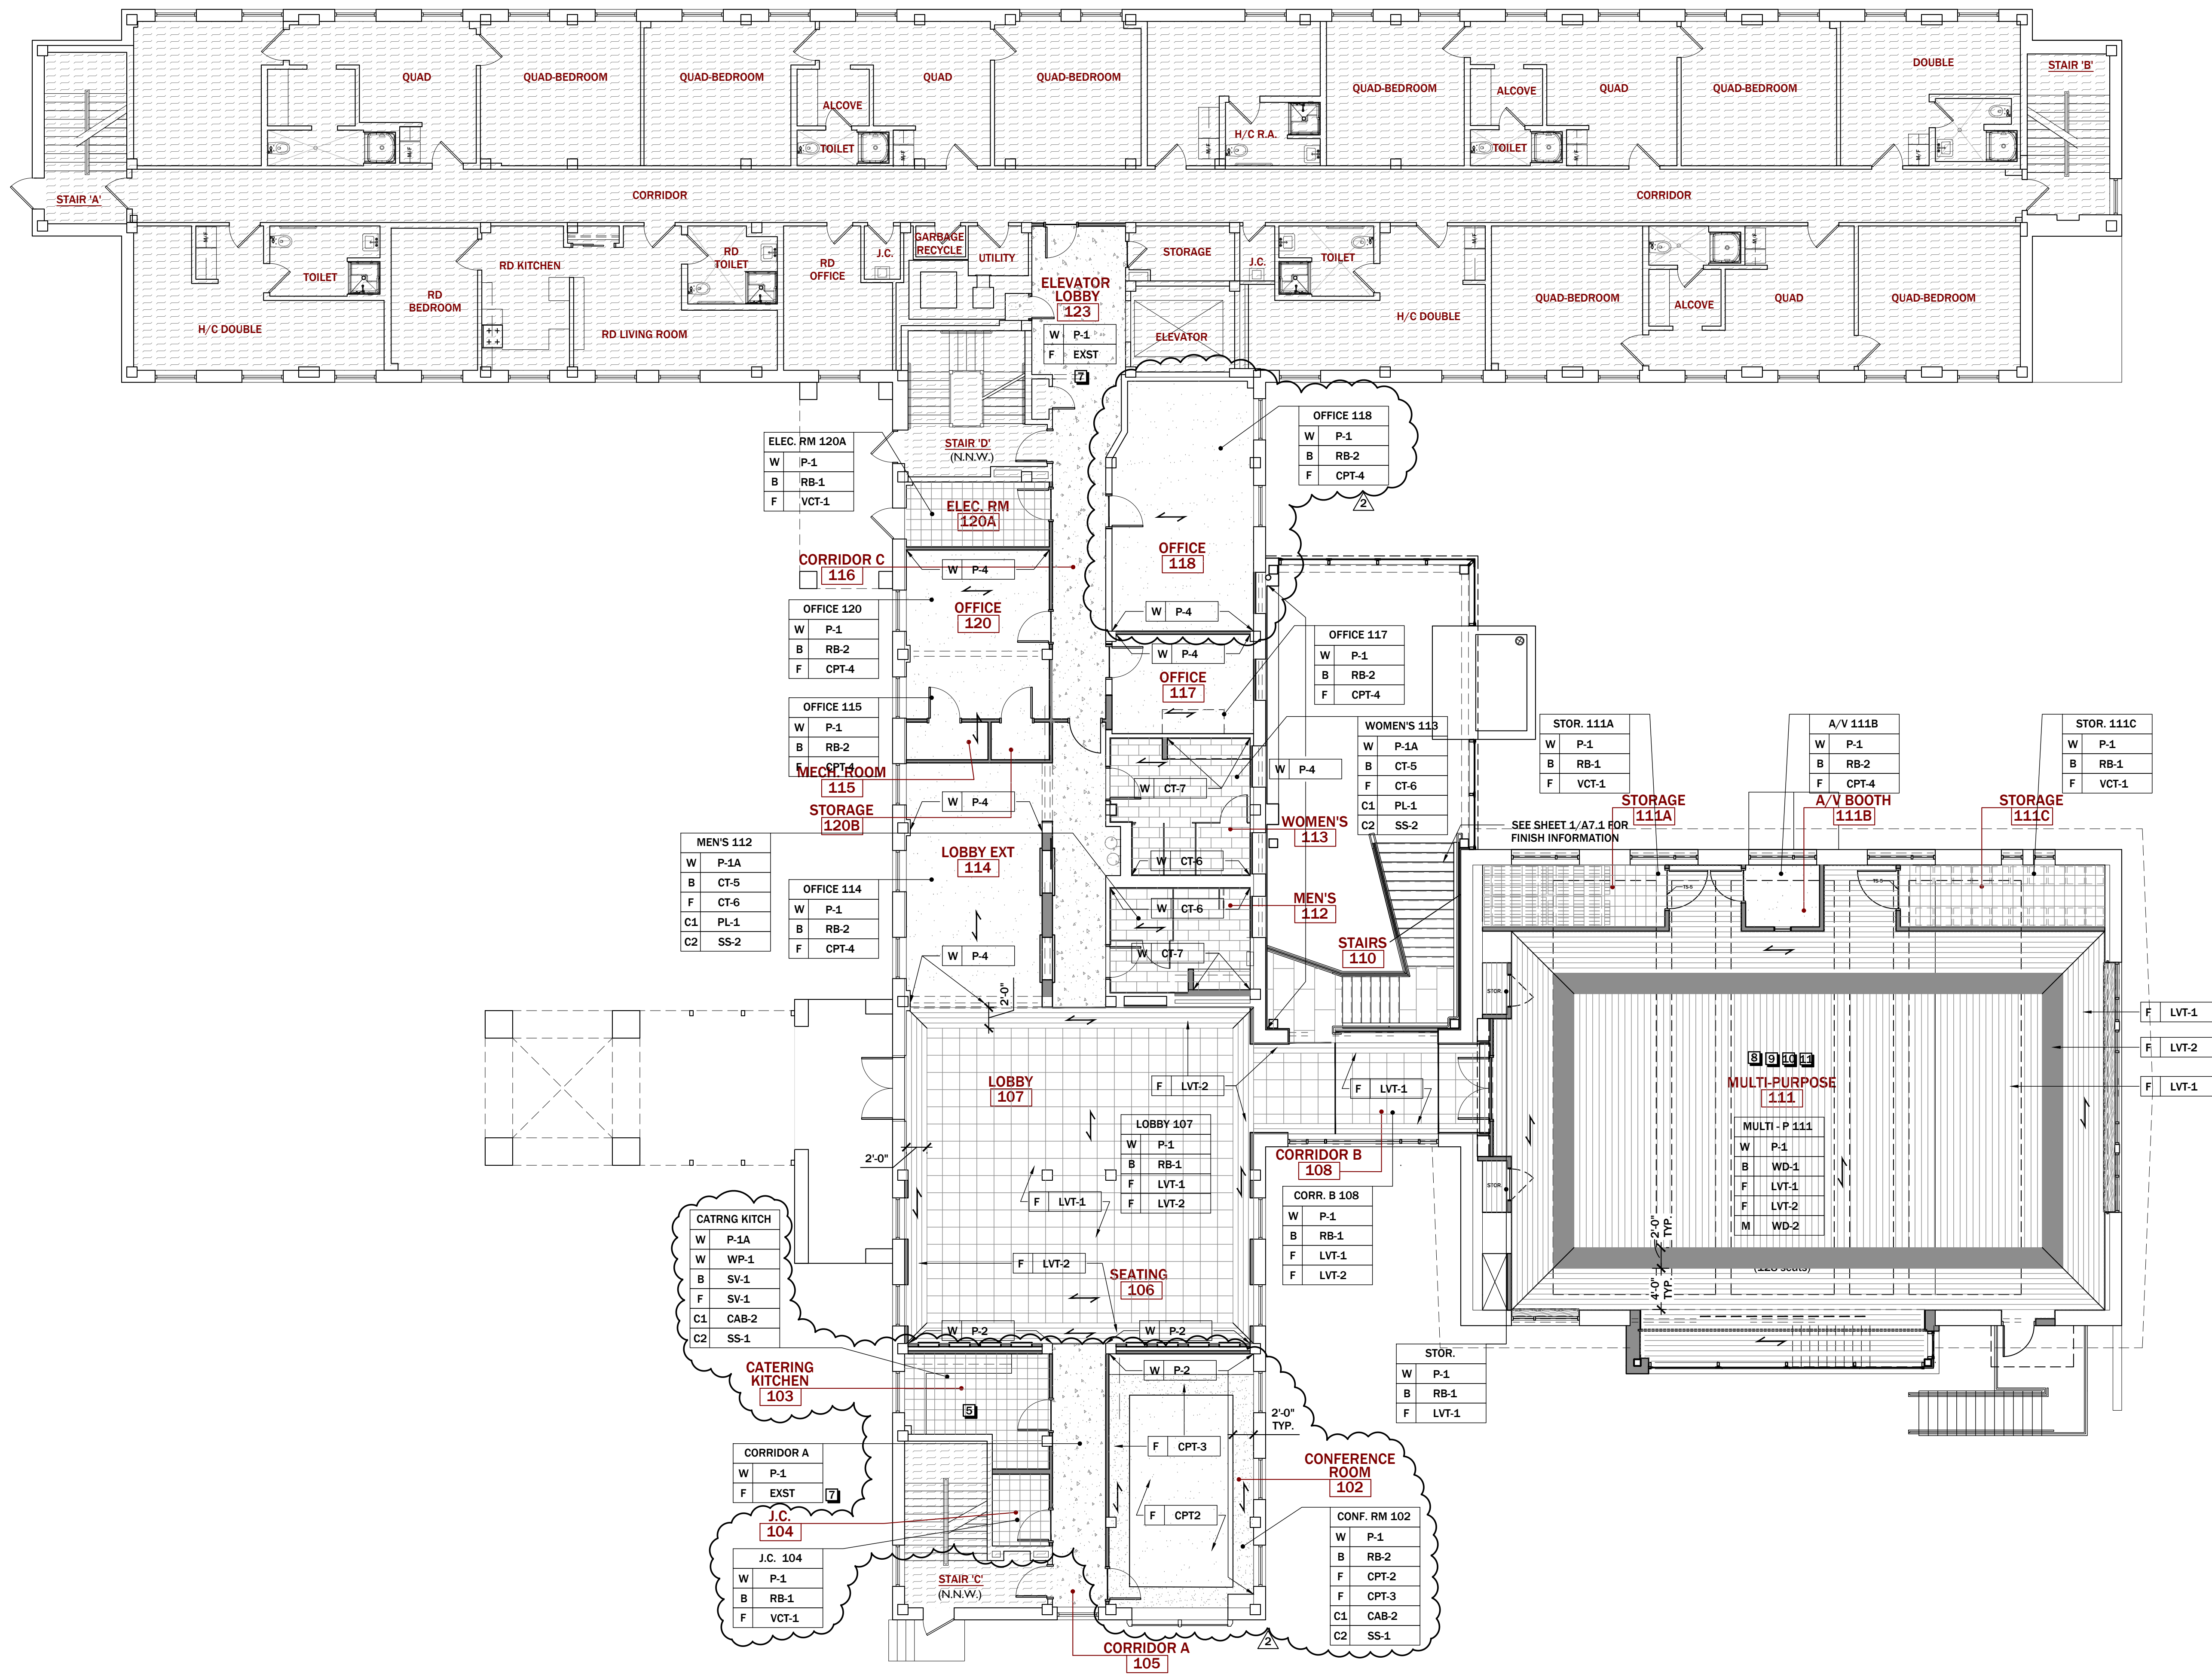 QUAD
QUAD-BEDROOM
QUAD-BEDROOM
ALCOVE
TOILET
QUAD
QUAD-BEDROOM
H/C R.A.
QUAD-BEDROOM
ALCOVE
TOILET
QUAD
QUAD-BEDROOM
DOUBLE
STAIR 'B'
STAIR 'A'
CORRIDOR
CORRIDOR
M/F
M/F
M/F
M/F
M/F
TOILET
H/C DOUBLE
RD
BEDROOM
RD KITCHEN
RD LIVING ROOM
RD
TOILET
RD
OFFICE
J.C.
GARBAGE
RECYCLE
UTILITY
ELEVATOR
LOBBY
123
W P-1
F EXST
7
STORAGE
ELEVATOR
J.C.
TOILET
H/C DOUBLE
QUAD-BEDROOM
ALCOVE
QUAD
QUAD-BEDROOM
STAIR 'D'
(N.N.W.)
ELEC. RM 120A
W P-1
B RB-1
F VCT-1
ELEC. RM
120A
OFFICE 118
W P-1
B RB-2
F CPT-4
2
OFFICE
118
W P-4
CORRIDOR C
116
W P-4
OFFICE 120
W P-1
B RB-2
F CPT-4
OFFICE
120
W P-4
OFFICE
117
OFFICE 117
W P-1
B RB-2
F CPT-4
OFFICE 115
W P-1
B RB-2
F CPT-4
MECH. ROOM
115
STORAGE
120B
W P-4
WOMEN'S 113
W P-1A
B CT-5
F CT-6
C1 PL-1
C2 SS-2
W P-4
W CT-7
W CT-6
WOMEN'S
113
MEN'S 112
W P-1A
B CT-5
F CT-6
C1 PL-1
C2 SS-2
LOBBY EXT
114
OFFICE 114
W P-1
B RB-2
F CPT-4
W P-4
2'-0"
W CT-6
W CT-7
MEN'S
112
STAIRS
110
SEE SHEET 1/A7.1 FOR
FINISH INFORMATION
STOR. 111A
W P-1
B RB-1
F VCT-1
STORAGE
111A
A/V 111B
W P-1
B RB-2
F CPT-4
A/V BOOTH
111B
STOR. 111C
W P-1
B RB-1
F VCT-1
STORAGE
111C
TS-5
TS-5
STOR.
STOR.
F LVT-1
F LVT-2
F LVT-1
8 9 10 11
MULTI-PURPOSE
111
MULTI - P 111
W P-1
B WD-1
F LVT-1
F LVT-2
M WD-2
2'-0"
TYP.
4'-0"
TYP.
(128 seats)
LOBBY
107
F LVT-2
LOBBY 107
W P-1
B RB-1
F LVT-1
F LVT-2
2'-0"
F LVT-1
F LVT-1
CORRIDOR B
108
CORR. B 108
W P-1
B RB-1
F LVT-1
F LVT-2
F LVT-2
SEATING
106
W P-2
W P-2
STOR.
W P-1
B RB-1
F LVT-1
CATRNG KITCH
W P-1A
W WP-1
B SV-1
F SV-1
C1 CAB-2
C2 SS-1
CATERING
KITCHEN
103
5
W P-2
2'-0"
TYP.
F CPT-3
F CPT2
CONFERENCE
ROOM
102
CORRIDOR A
W P-1
F EXST
7
J.C.
104
J.C. 104
W P-1
B RB-1
F VCT-1
STAIR 'C'
(N.N.W.)
CONF. RM 102
W P-1
B RB-2
F CPT-2
F CPT-3
C1 CAB-2
C2 SS-1
2
CORRIDOR A
105